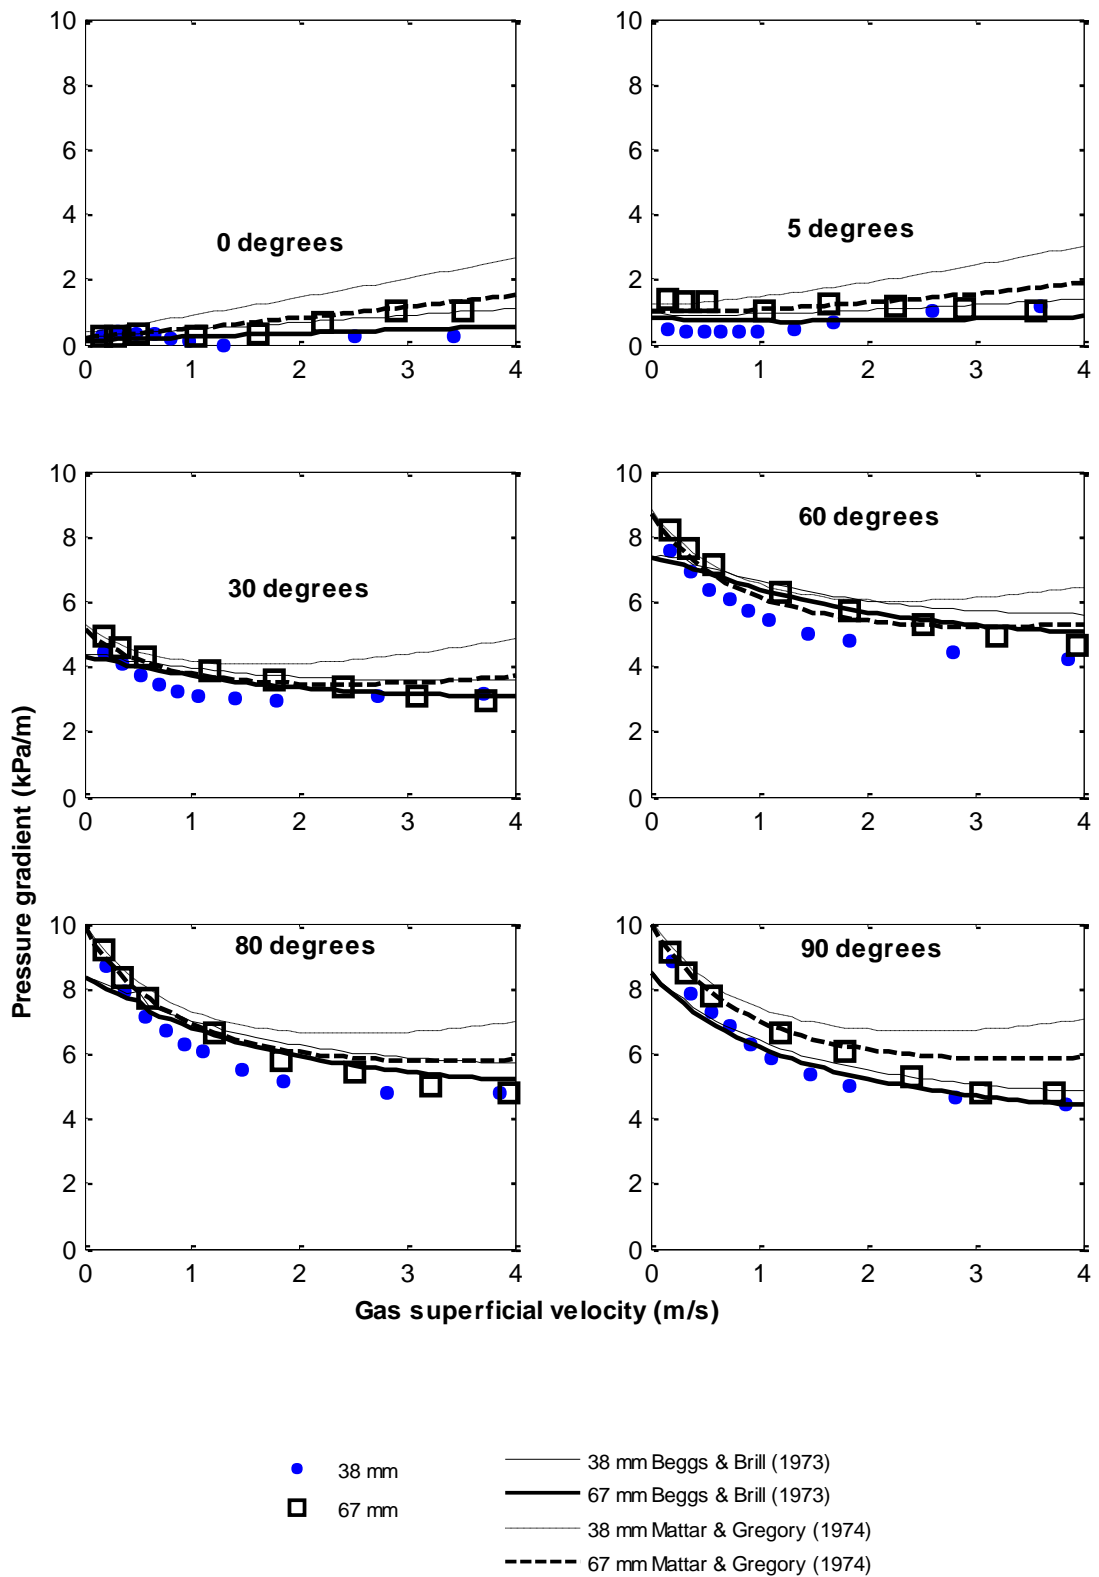 10
8
6
4
2
0
0 degrees
0 1 2 3 4
10
8
6
4
2
0
5 degrees
0 1 2 3 4
10
8
6
4
2
0
30 degrees
0 1 2 3 4
10
8
6
4
2
0
60 degrees
0 1 2 3 4
Pressure gradient (kPa/m)
10
8
6
4
2
0
80 degrees
0 1 2 3 4
10
8
6
4
2
0
90 degrees
0 1 2 3 4
Gas superficial velocity (m/s)
38 mm
67 mm
38 mm Beggs & Brill (1973)
67 mm Beggs & Brill (1973)
38 mm Mattar & Gregory (1974)
67 mm Mattar & Gregory (1974)